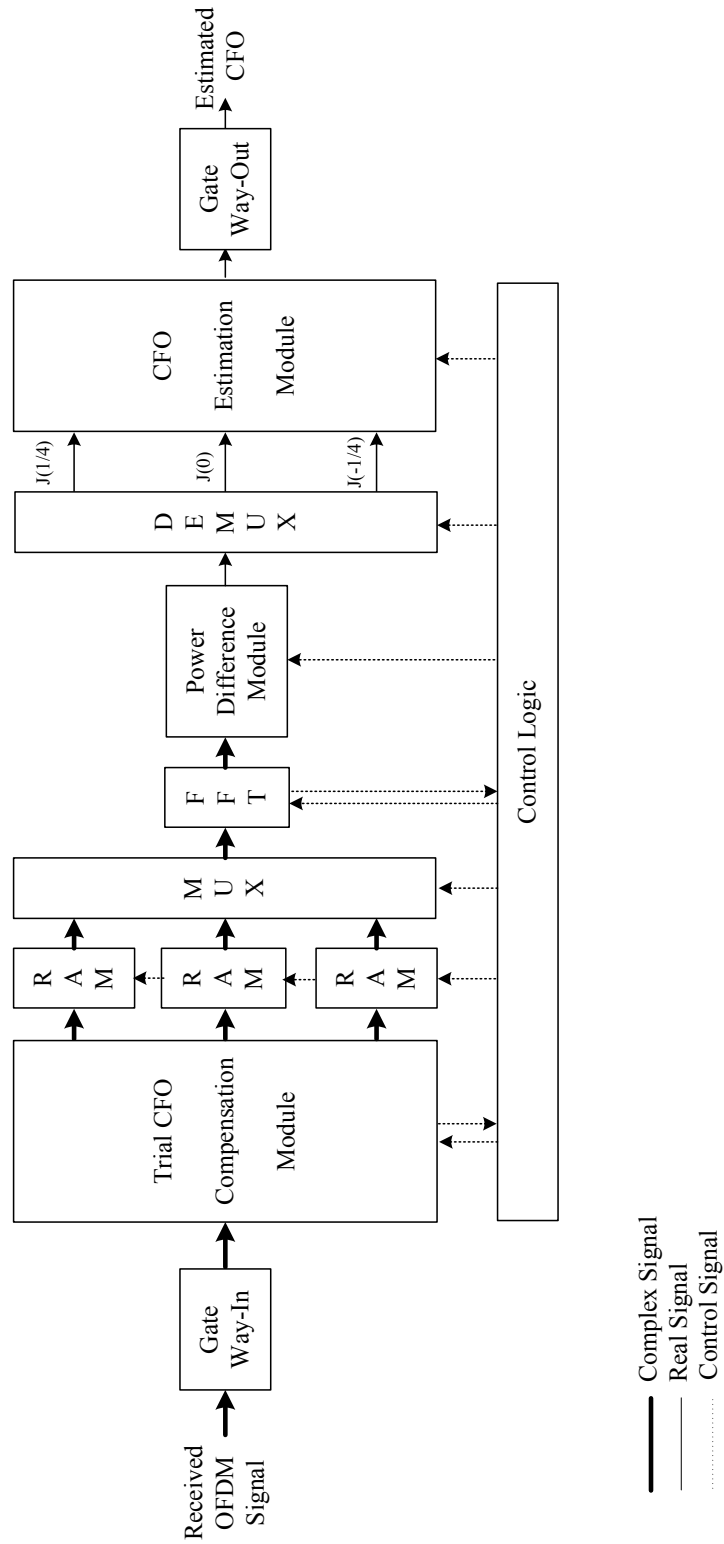 Received
OFDM
Signal
Gate
Way-In
Trial CFO
Compensation
Module
R
A
M
R
A
M
R
A
M
M
U
X
F
F
T
Power
Difference
Module
D
E
M
U
X
J(1/4)
J(0)
J(-1/4)
CFO
Estimation
Module
Gate
Way-Out
Estimated
CFO
Control Logic
Complex Signal
Real Signal
Control Signal